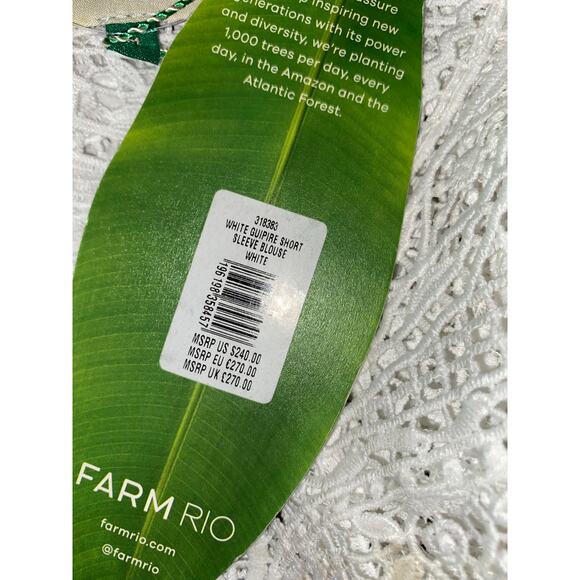 inspiring new
generations with its power
and diversity, we're planting
1,000 trees per day, every
day, in the Amazon and the
Atlantic Forest.
318383
WHITE GUIPIRE SHORT
SLEEVE BLOUSE
WHITE
196198358457
MSRP US $240.00
MSRP EU €270.00
MSRP UK £270.00
FARM RIO
farmrio.com
@farmrio